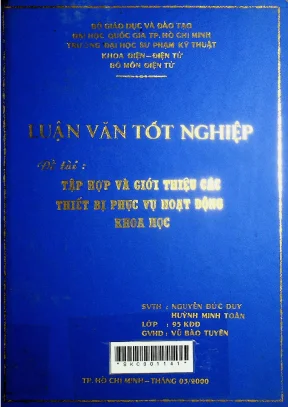 BỘ GIÁO DỤC VÀ ĐÀO TẠO
ĐẠI HỌC QUỐC GIA TP. HỒ CHÍ MINH
TRƯỜNG ĐẠI HỌC SƯ PHẠM KỸ THUẬT
KHOA ĐIỆN-ĐIỆN TỬ
BỘ MÔN ĐIỆN TỬ
LUẬN VĂN TỐT NGHIỆP
Đề tài :
TẬP HỢP VÀ GIỚI THIỆU CÁC
THIẾT BỊ PHỤC VỤ HOẠT ĐỘNG
KHOA HỌC
SVTH : NGUYỄN ĐỨC DUY
HUỲNH MINH TOÀN
LỚP : 95 KĐĐ
GVHD : VŨ BẢO TUYÊN
TP. HỒ CHÍ MINH-THÁNG 03/2000